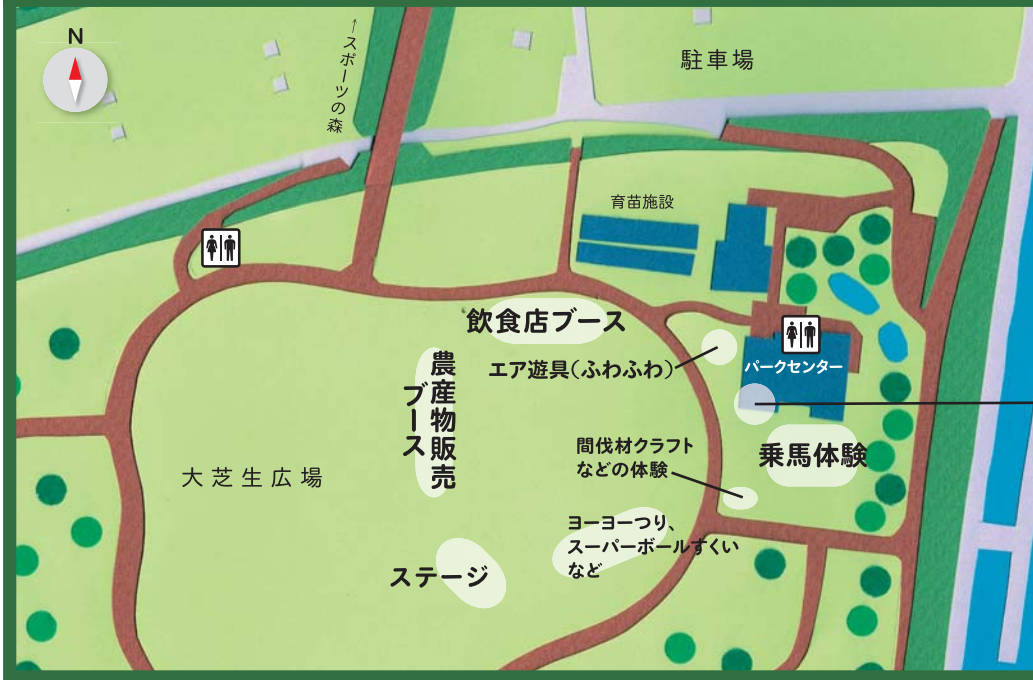 N
↑スポーツの森
駐車場
育苗施設
飲食店ブース
エア遊具(ふわふわ)
パークセンター
農産物販売
ブース
大芝生広場
間伐材クラフト
などの体験
乗馬体験
ヨーヨーつり、
スーパーボールすくい
など
ステージ